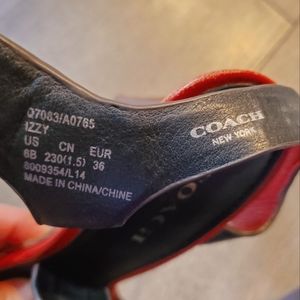 Q7083/A0765
IZZY
US CN EUR
6B 230(1.5) 36
8009354/L14
MADE IN CHINA/CHINE
COACH
NEW YORK
COACH